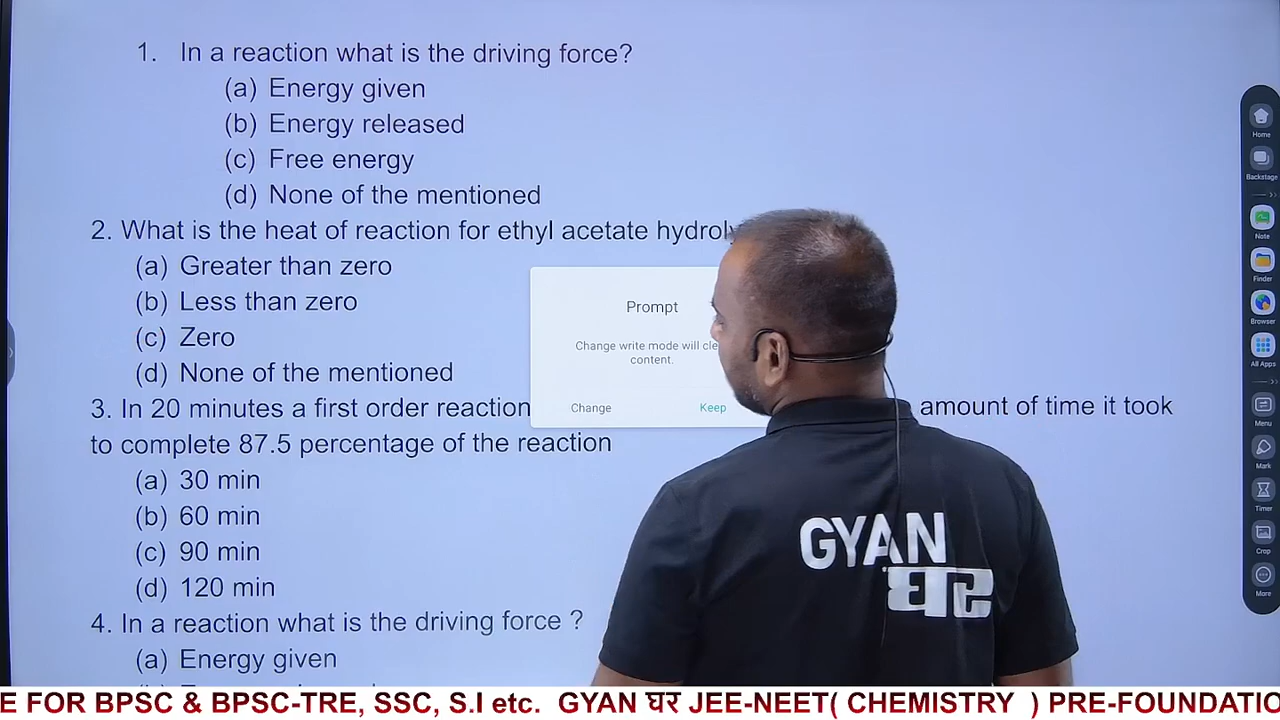 1. In a reaction what is the driving force?
(a) Energy given
(b) Energy released
(c) Free energy
(d) None of the mentioned
2. What is the heat of reaction for ethyl acetate
(a) Greater than zero
(b) Less than zero
(c) Zero
(d) None of the mentioned
Prompt
Change write mode will
content.
Change Keep
3. In 20 minutes a first order reaction amount of time it took
to complete 87.5 percentage of the reaction
(a) 30 min
(b) 60 min
(c) 90 min
(d) 120 min
4. In a reaction what is the driving force ?
(a) Energy given
Home
Backstage
Note
Finder
Browser
All Apps
Menu
Mark
Timer
Crop
More
GYAN
घर
E FOR BPSC & BPSC-TRE, SSC, S.I etc. GYAN घर JEE-NEET( CHEMISTRY ) PRE-FOUNDATIO